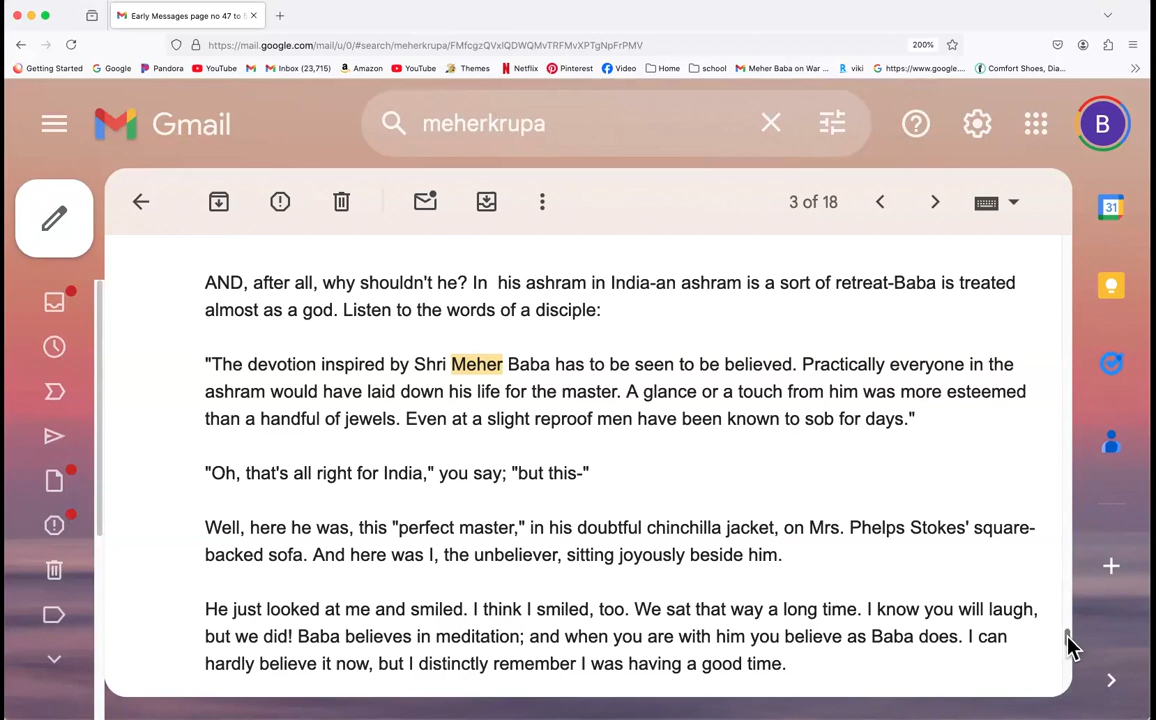 Early Messages page no 47 to
https://mail.google.com/mail/u/0/#search/meherkrupa/FMfcgzQVxlQDWQMvTRFMvXPTgNpFrPMV
200%
Getting Started Google Pandora YouTube Inbox (23,715) Amazon YouTube Themes Netflix Pinterest Video Home school Meher Baba on War ... viki https://www.google.... Comfort Shoes, Dia...
Gmail
meherkrupa
B
3 of 18
31
AND, after all, why shouldn't he? In  his ashram in India-an ashram is a sort of retreat-Baba is treated
almost as a god. Listen to the words of a disciple:
"The devotion inspired by Shri Meher Baba has to be seen to be believed. Practically everyone in the
ashram would have laid down his life for the master. A glance or a touch from him was more esteemed
than a handful of jewels. Even at a slight reproof men have been known to sob for days."
"Oh, that's all right for India," you say; "but this-"
Well, here he was, this "perfect master," in his doubtful chinchilla jacket, on Mrs. Phelps Stokes' square-
backed sofa. And here was I, the unbeliever, sitting joyously beside him.
He just looked at me and smiled. I think I smiled, too. We sat that way a long time. I know you will laugh,
but we did! Baba believes in meditation; and when you are with him you believe as Baba does. I can
hardly believe it now, but I distinctly remember I was having a good time.